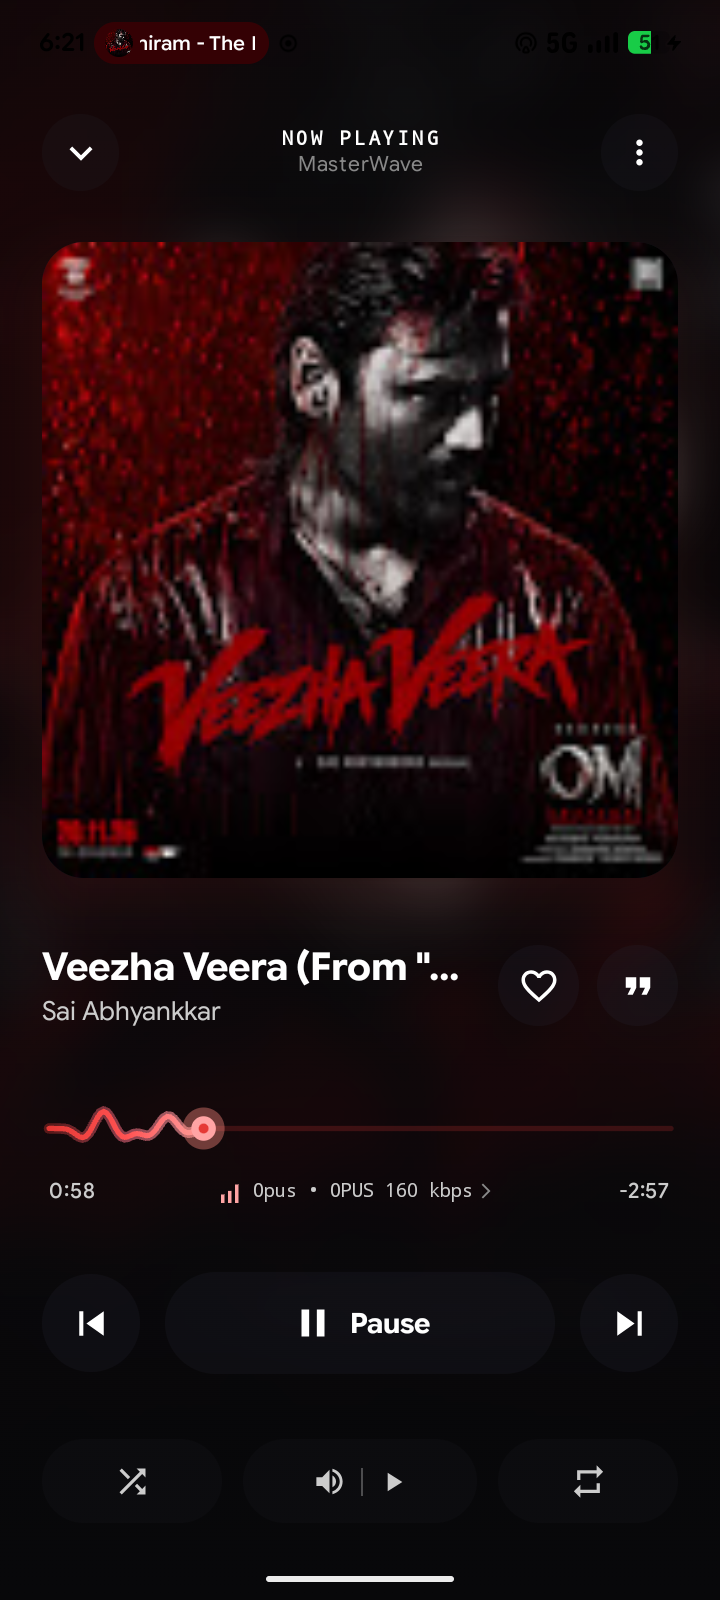 6:21
hiram - The I
5G
5
NOW PLAYING
MasterWave
VEEZHA VEERA
OM
Veezha Veera (From "...
Sai Abhyankkar
0:58
Opus • OPUS 160 kbps
-2:57
Pause